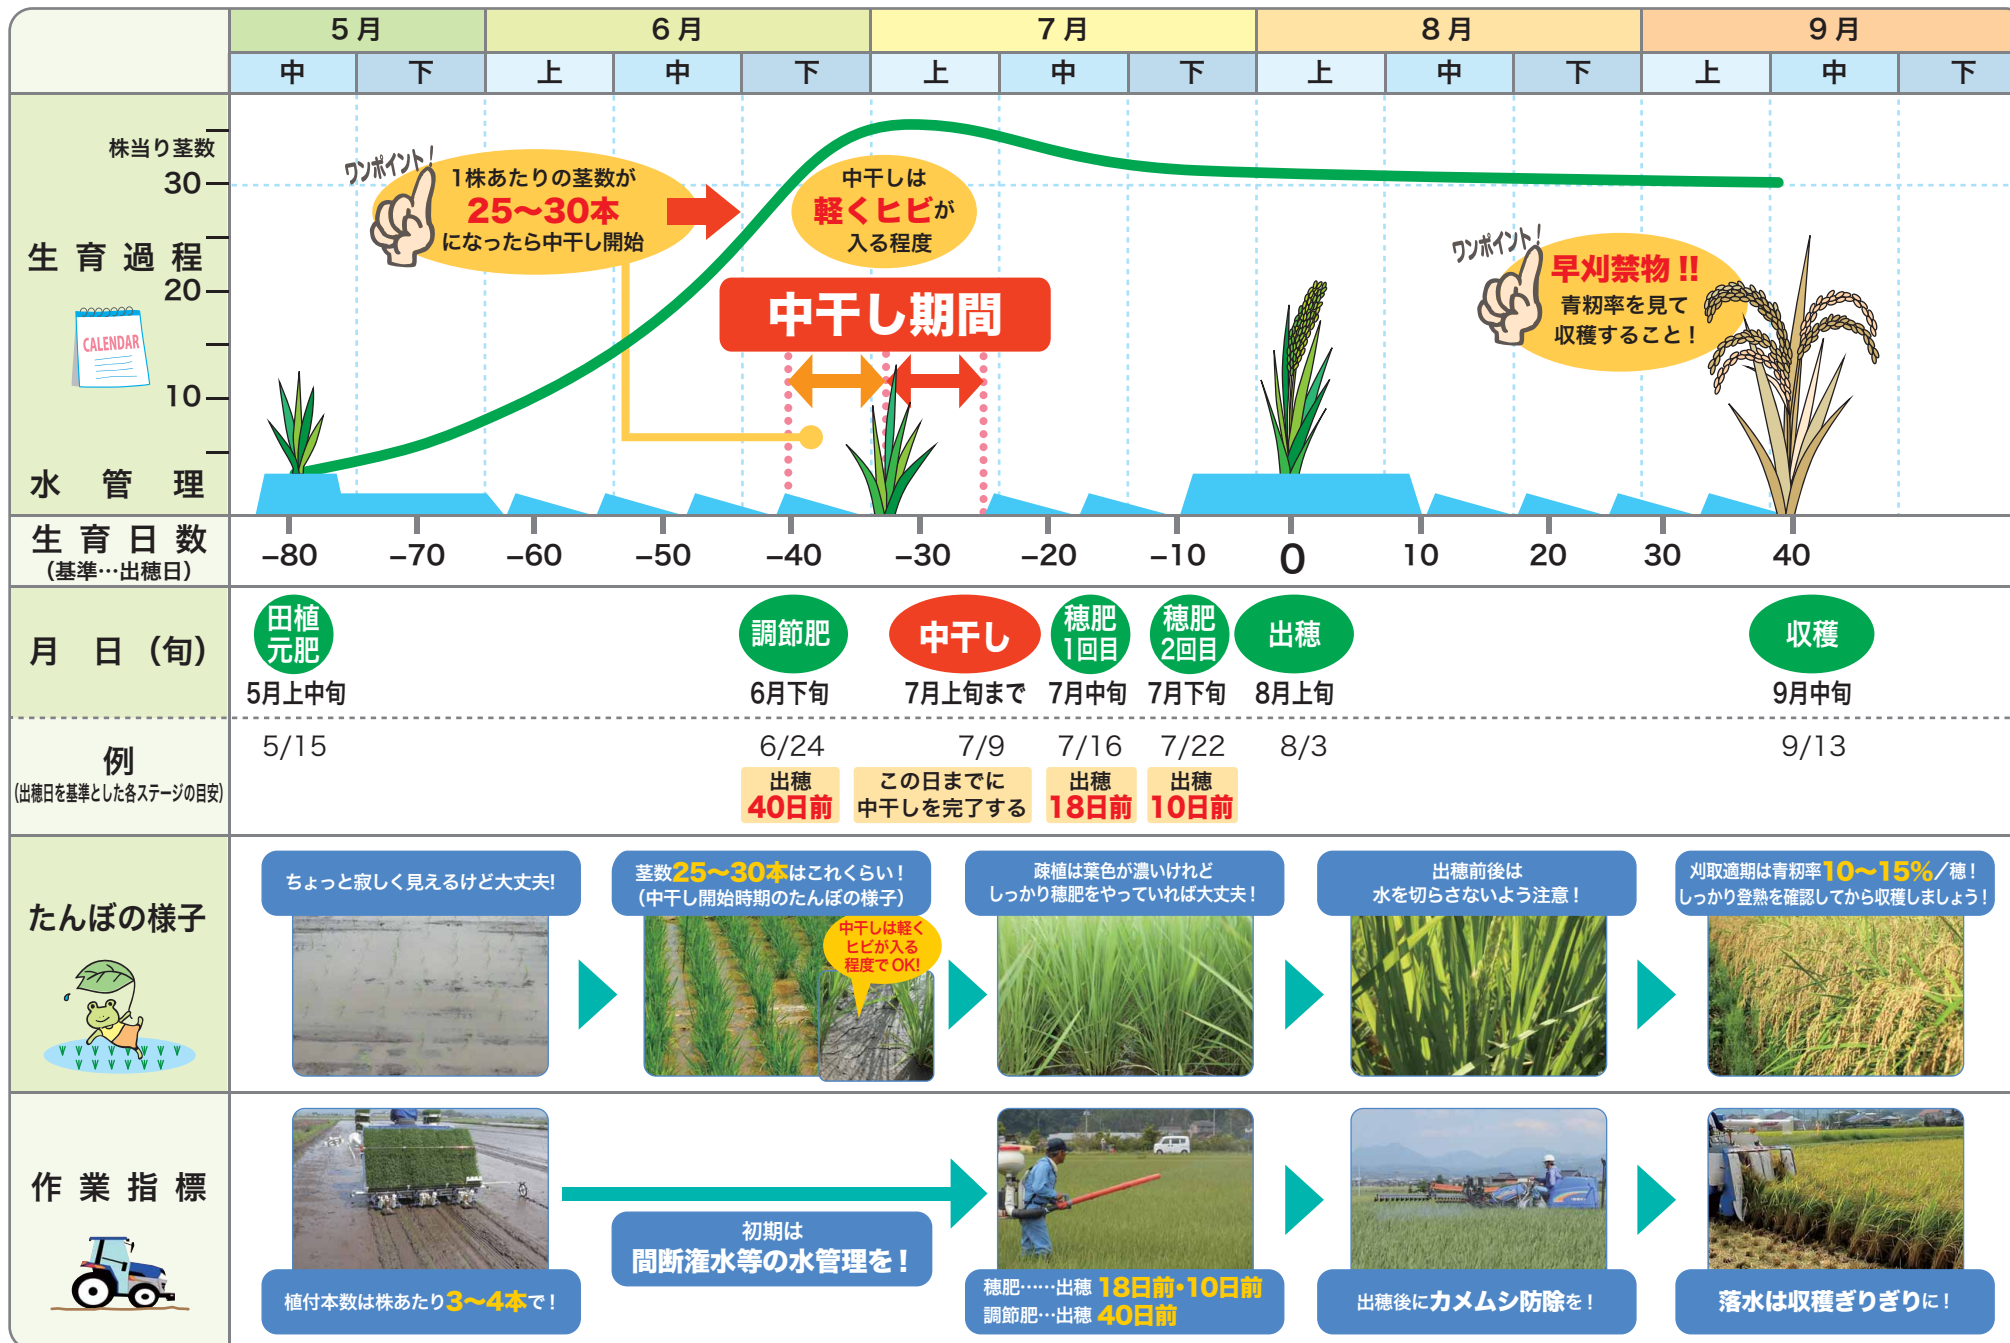 5月
6月
7月
8月
9月
中
下
上
中
下
上
中
下
上
中
下
上
中
下
株当り茎数
30
20
10
生育過程
CALENDAR
水管理
ワンポイント！
1株あたりの茎数が
25〜30本
になったら中干し開始
中干しは
軽くヒビが
入る程度
中干し期間
ワンポイント！
早刈禁物!!
青籾率を見て
収穫すること！
生育日数
（基準…出穂日）
−80
−70
−60
−50
−40
−30
−20
−10
0
10
20
30
40
月日（旬）
田植
元肥
5月上中旬
調節肥
6月下旬
中干し
7月上旬まで
穂肥
1回目
7月中旬
穂肥
2回目
7月下旬
出穂
8月上旬
収穫
9月中旬
例
（出穂日を基準とした各ステージの目安）
5/15
6/24
7/9
7/16
7/22
8/3
9/13
出穂
40日前
この日までに
中干しを完了する
出穂
18日前
出穂
10日前
たんぼの様子
ちょっと寂しく見えるけど大丈夫!
茎数25〜30本はこれくらい！
（中干し開始時期のたんぼの様子）
中干しは軽く
ヒビが入る
程度でOK!
疎植は葉色が濃いけれど
しっかり穂肥をやっていれば大丈夫！
出穂前後は
水を切らさないよう注意！
刈取適期は青籾率10〜15%／穂！
しっかり登熟を確認してから収穫しましょう！
作業指標
植付本数は株あたり3〜4本で！
初期は
間断潅水等の水管理を！
穂肥……出穂 18日前・10日前
調節肥…出穂 40日前
出穂後にカメムシ防除を！
落水は収穫ぎりぎりに！